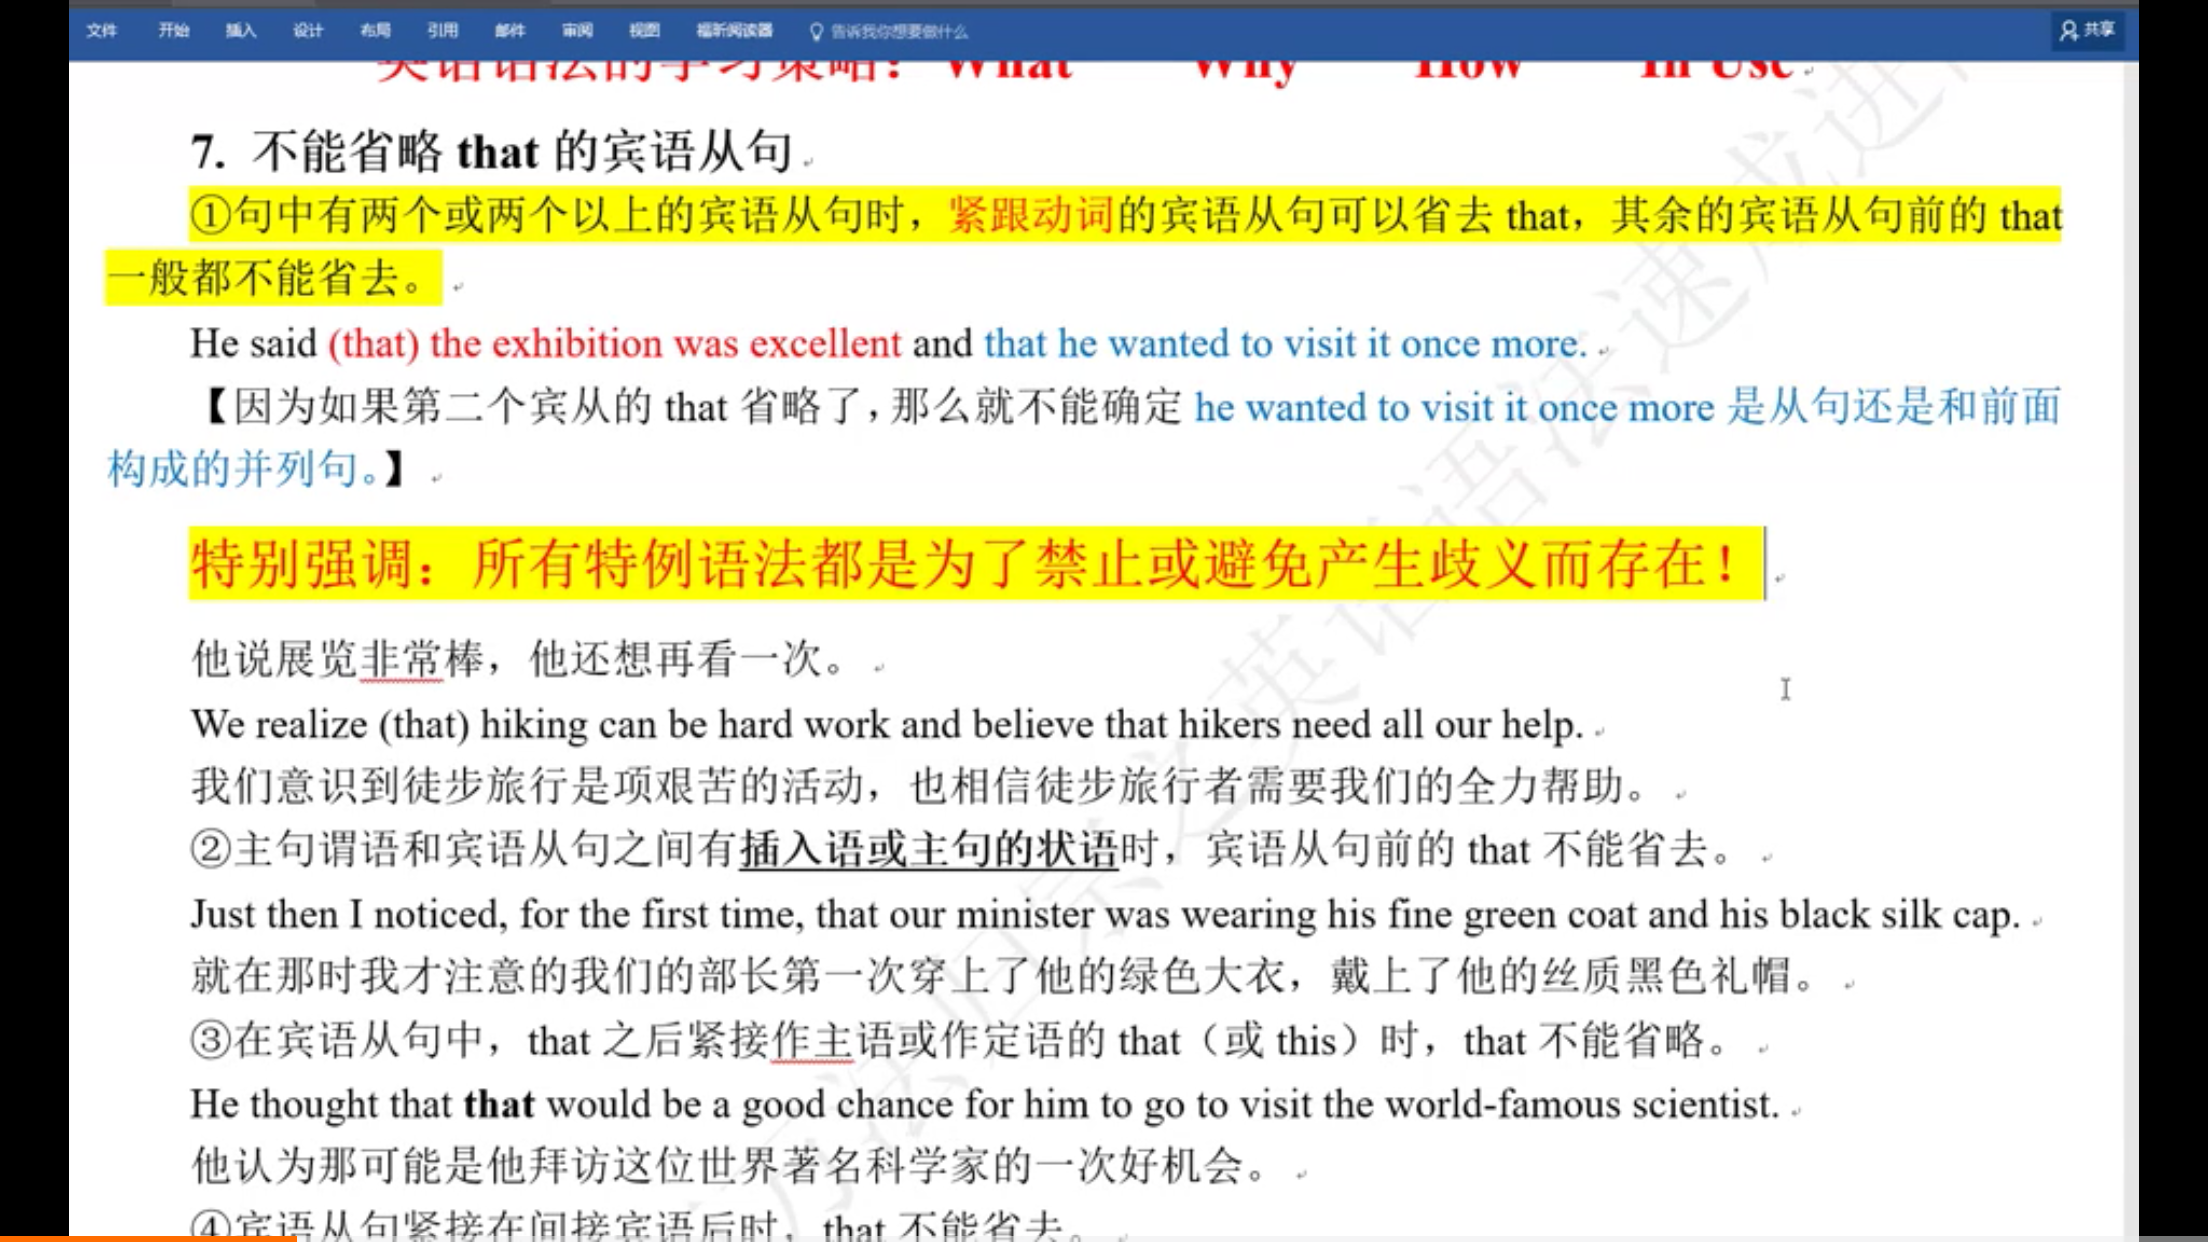 文件 开始 插入 设计 布局 引用 邮件 审阅 视图 福昕阅读器 告诉我你想要做什么 共享
英语语法的学习策略：What Why How In Use
7. 不能省略 that 的宾语从句
①句中有两个或两个以上的宾语从句时，紧跟动词的宾语从句可以省去 that，其余的宾语从句前的 that
一般都不能省去。
He said (that) the exhibition was excellent and that he wanted to visit it once more.
【因为如果第二个宾从的 that 省略了，那么就不能确定 he wanted to visit it once more 是从句还是和前面
构成的并列句。】
特别强调：所有特例语法都是为了禁止或避免产生歧义而存在！
他说展览非常棒，他还想再看一次。
We realize (that) hiking can be hard work and believe that hikers need all our help.
我们意识到徒步旅行是项艰苦的活动，也相信徒步旅行者需要我们的全力帮助。
②主句谓语和宾语从句之间有插入语或主句的状语时，宾语从句前的 that 不能省去。
Just then I noticed, for the first time, that our minister was wearing his fine green coat and his black silk cap.
就在那时我才注意的我们的部长第一次穿上了他的绿色大衣，戴上了他的丝质黑色礼帽。
③在宾语从句中，that 之后紧接作主语或作定语的 that（或 this）时，that 不能省略。
He thought that that would be a good chance for him to go to visit the world-famous scientist.
他认为那可能是他拜访这位世界著名科学家的一次好机会。
④宾语从句紧接在间接宾语后时，that 不能省去。